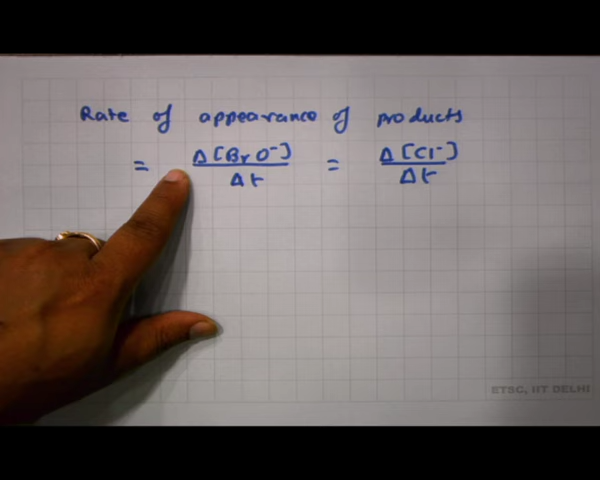 Rate of appearance of products
= Δ[BrO⁻]/Δt = Δ[Cl⁻]/Δt
ETSC, IIT DELHI